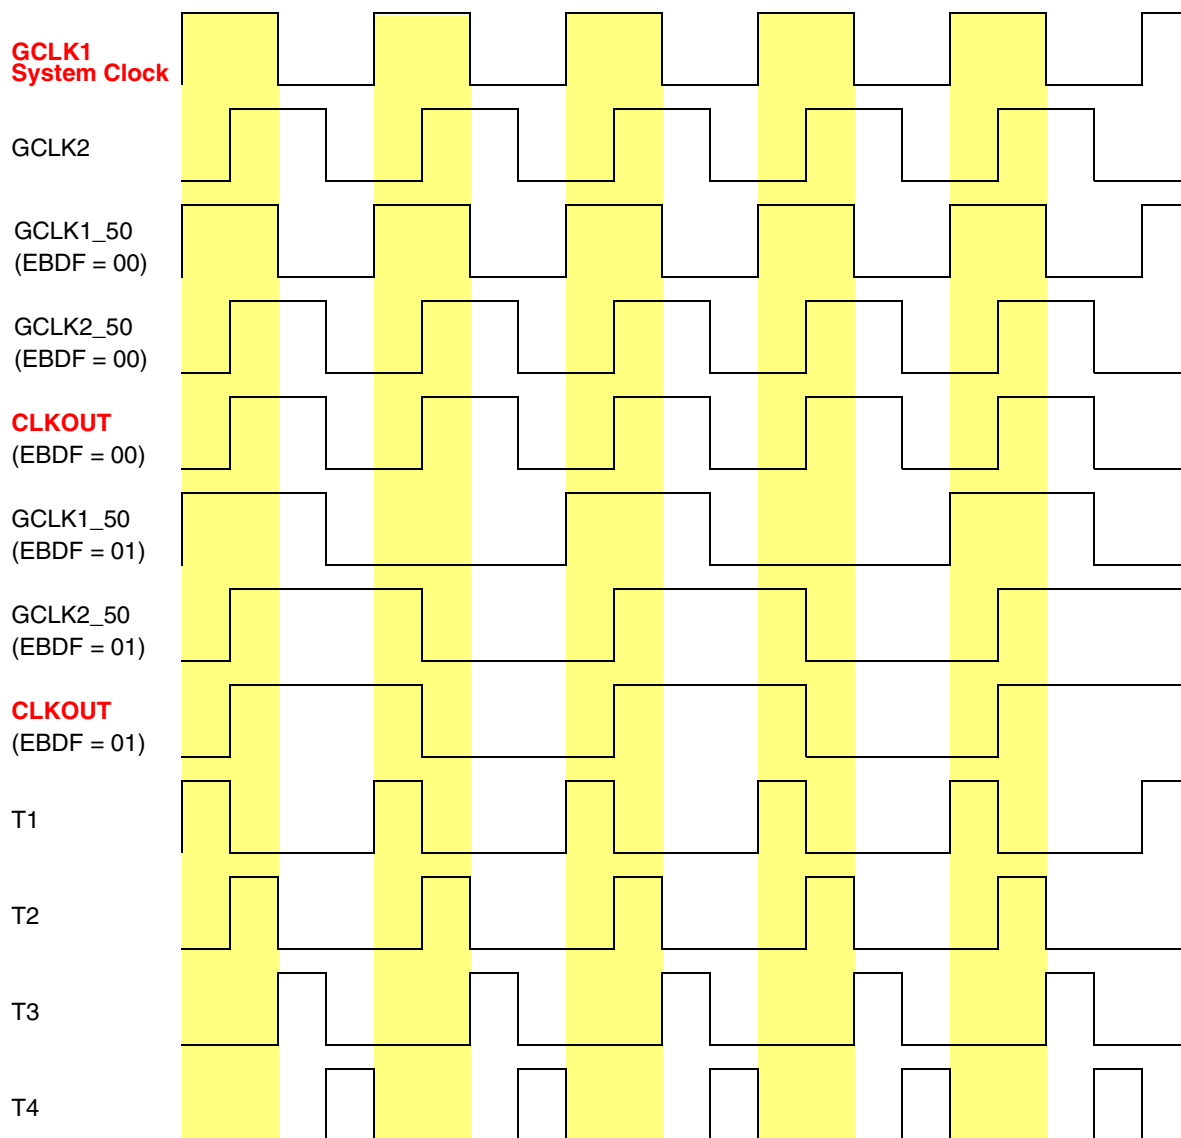 GCLK1
System Clock
GCLK2
GCLK1_50
(EBDF = 00)
GCLK2_50
(EBDF = 00)
CLKOUT
(EBDF = 00)
GCLK1_50
(EBDF = 01)
GCLK2_50
(EBDF = 01)
CLKOUT
(EBDF = 01)
T1
T2
T3
T4